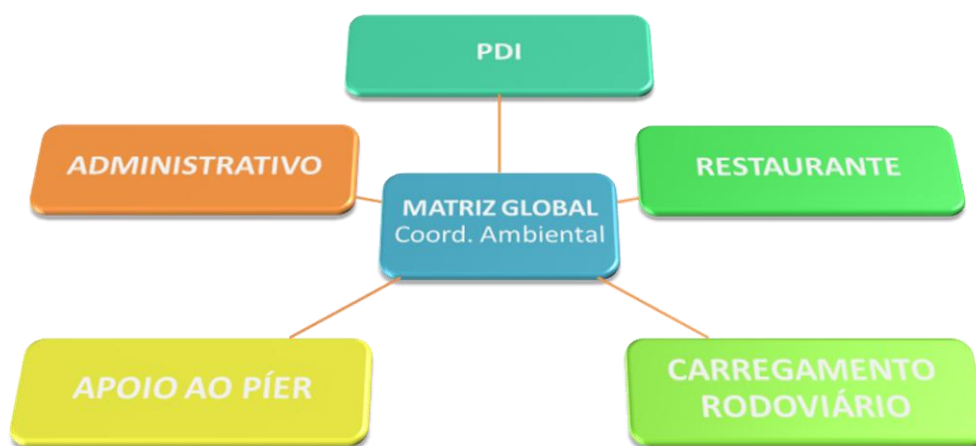 PDI
ADMINISTRATIVO
RESTAURANTE
MATRIZ GLOBAL
Coord. Ambiental
APOIO AO PÍER
CARREGAMENTO
RODOVIÁRIO